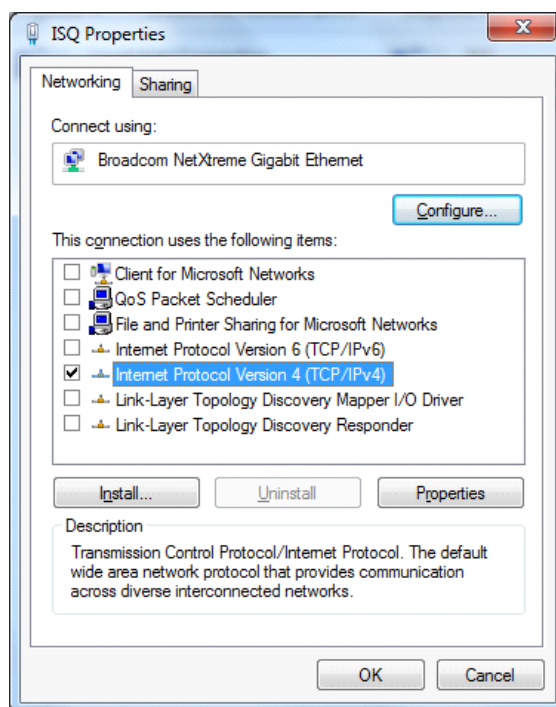 ISQ Properties
Networking
Sharing
Connect using:
Broadcom NetXtreme Gigabit Ethernet
Configure...
This connection uses the following items:
Client for Microsoft Networks
QoS Packet Scheduler
File and Printer Sharing for Microsoft Networks
Internet Protocol Version 6 (TCP/IPv6)
Internet Protocol Version 4 (TCP/IPv4)
Link-Layer Topology Discovery Mapper I/O Driver
Link-Layer Topology Discovery Responder
Install...
Uninstall
Properties
Description
Transmission Control Protocol/Internet Protocol. The default
wide area network protocol that provides communication
across diverse interconnected networks.
OK
Cancel